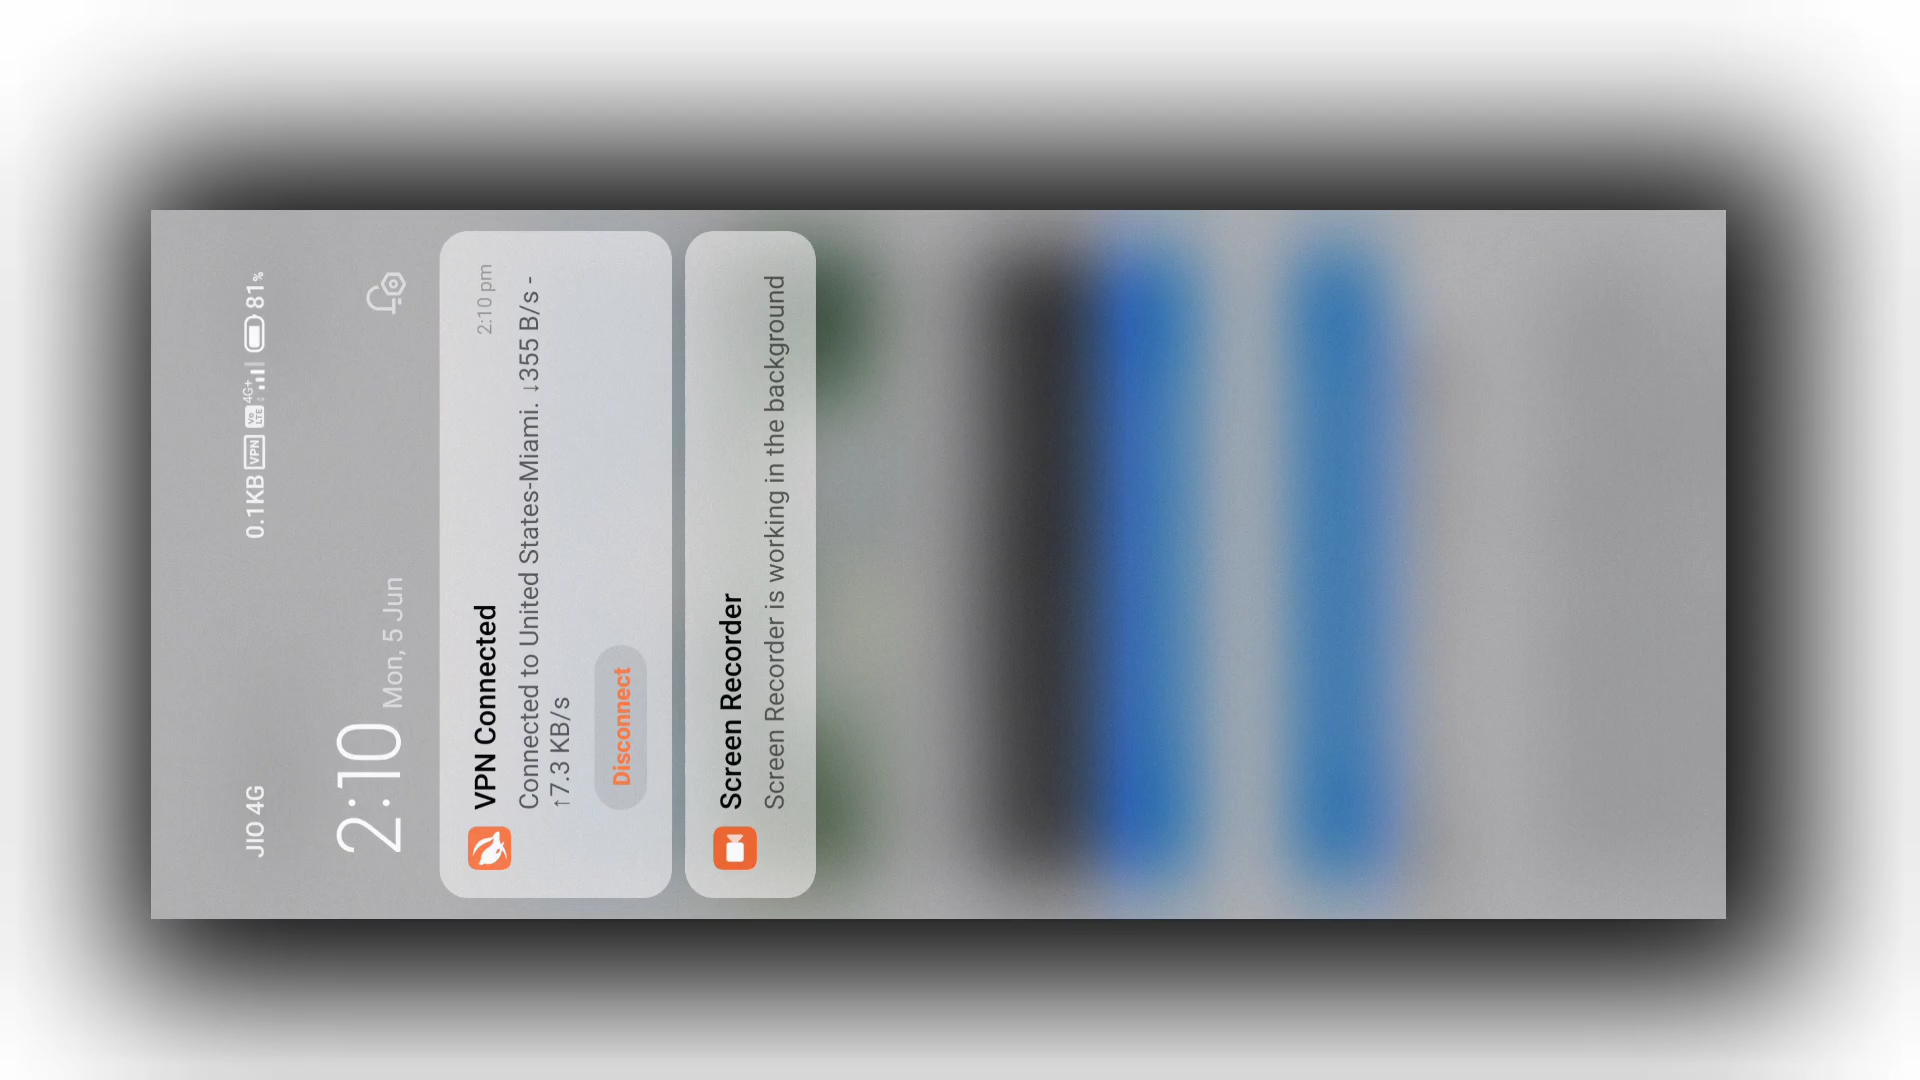 JIO 4G
0.1KB VPN Vo LTE 4G+ 81%
2:10 Mon, 5 Jun
VPN Connected 2:10 pm
Connected to United States-Miami. ↓355 B/s -
↑7.3 KB/s
Disconnect
Screen Recorder
Screen Recorder is working in the background